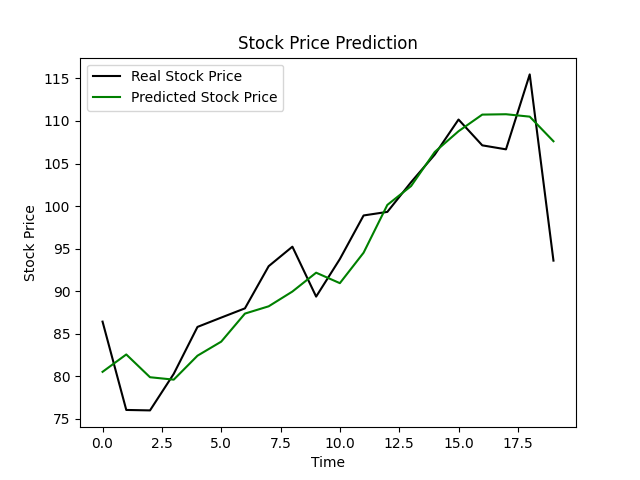 Stock Price Prediction
Real Stock Price
Predicted Stock Price
Stock Price
115
110
105
100
95
90
85
80
75
0.0 2.5 5.0 7.5 10.0 12.5 15.0 17.5
Time